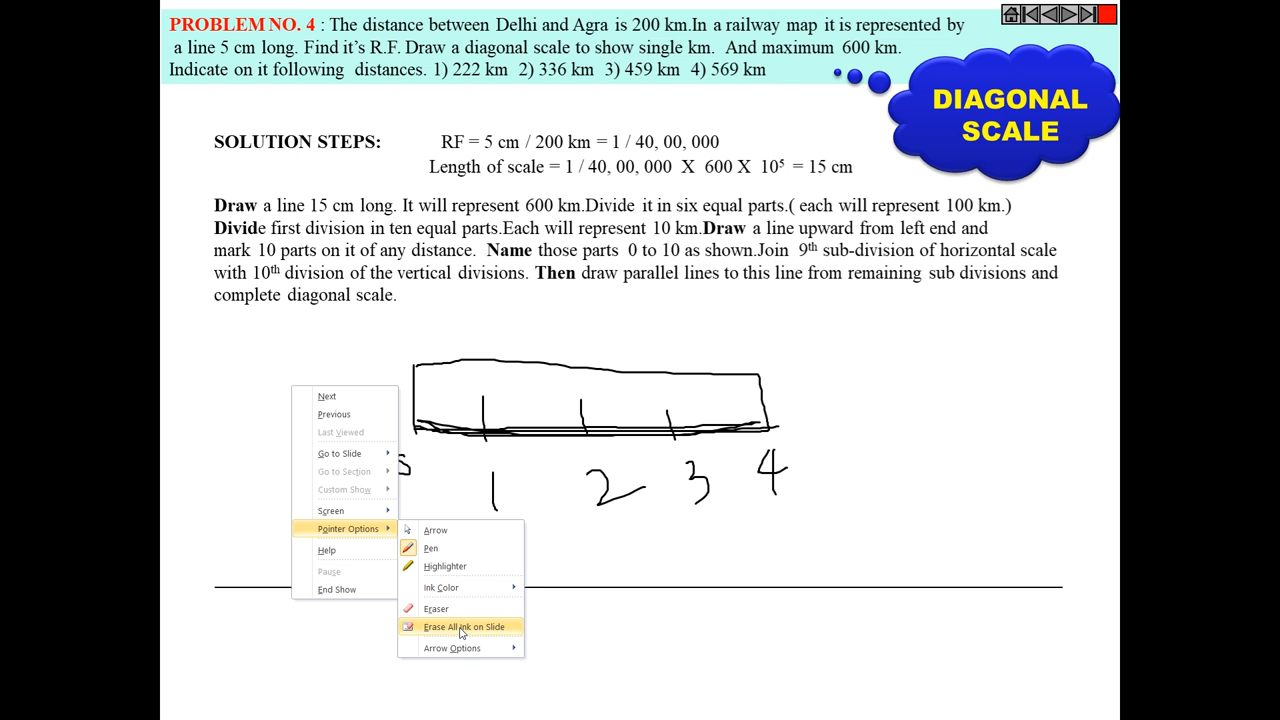 PROBLEM NO. 4 : The distance between Delhi and Agra is 200 km.In a railway map it is represented by
a line 5 cm long. Find it’s R.F. Draw a diagonal scale to show single km. And maximum 600 km.
Indicate on it following distances. 1) 222 km 2) 336 km 3) 459 km 4) 569 km
DIAGONAL
SCALE
SOLUTION STEPS: RF = 5 cm / 200 km = 1 / 40, 00, 000
Length of scale = 1 / 40, 00, 000 X 600 X 10⁵ = 15 cm
Draw a line 15 cm long. It will represent 600 km.Divide it in six equal parts.( each will represent 100 km.)
Divide first division in ten equal parts.Each will represent 10 km.Draw a line upward from left end and
mark 10 parts on it of any distance. Name those parts 0 to 10 as shown.Join 9th sub-division of horizontal scale
with 10th division of the vertical divisions. Then draw parallel lines to this line from remaining sub divisions and
complete diagonal scale.
Next
Previous
Last Viewed
Go to Slide
Go to Section
Custom Show
Screen
Pointer Options
Help
Pause
End Show
1 2 3 4
Arrow
Pen
Highlighter
Ink Color
Eraser
Erase All Ink on Slide
Arrow Options